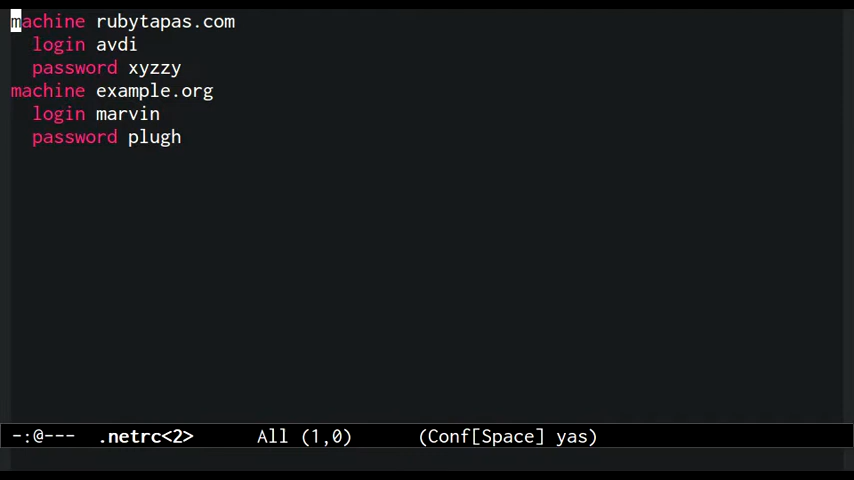 machine rubytapas.com
  login avdi
  password xyzzy
machine example.org
  login marvin
  password plugh
-:@--- .netrc<2> All (1,0) (Conf[Space] yas)